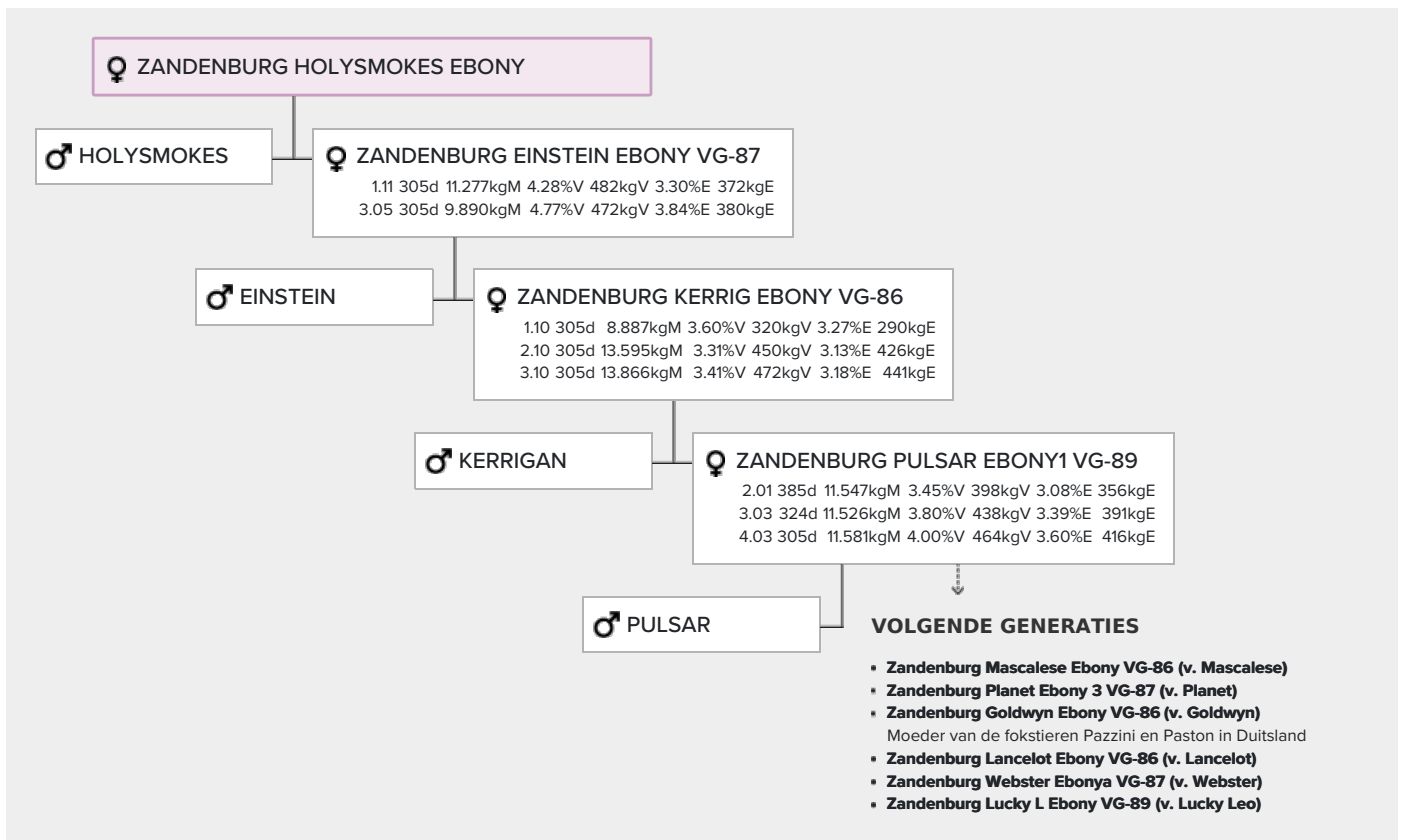 ZANDENBURG HOLYSMOKES EBONY
HOLYSMOKES
ZANDENBURG EINSTEIN EBONY VG-87
1.11 305d 11.277kgM 4.28%V 482kgV 3.30%E 372kgE
3.05 305d 9.890kgM 4.77%V 472kgV 3.84%E 380kgE
EINSTEIN
ZANDENBURG KERRIG EBONY VG-86
1.10 305d 8.887kgM 3.60%V 320kgV 3.27%E 290kgE
2.10 305d 13.595kgM 3.31%V 450kgV 3.13%E 426kgE
3.10 305d 13.866kgM 3.41%V 472kgV 3.18%E 441kgE
KERRIGAN
ZANDENBURG PULSAR EBONY1 VG-89
2.01 385d 11.547kgM 3.45%V 398kgV 3.08%E 356kgE
3.03 324d 11.526kgM 3.80%V 438kgV 3.39%E 391kgE
4.03 305d 11.581kgM 4.00%V 464kgV 3.60%E 416kgE
PULSAR
VOLGENDE GENERATIES
▪ Zandenburg Mascalese Ebony VG-86 (v. Mascalese)
▪ Zandenburg Planet Ebony 3 VG-87 (v. Planet)
▪ Zandenburg Goldwyn Ebony VG-86 (v. Goldwyn)
Moeder van de fokstieren Pazzini en Paston in Duitsland
▪ Zandenburg Lancelot Ebony VG-86 (v. Lancelot)
▪ Zandenburg Webster Ebonya VG-87 (v. Webster)
▪ Zandenburg Lucky L Ebony VG-89 (v. Lucky Leo)